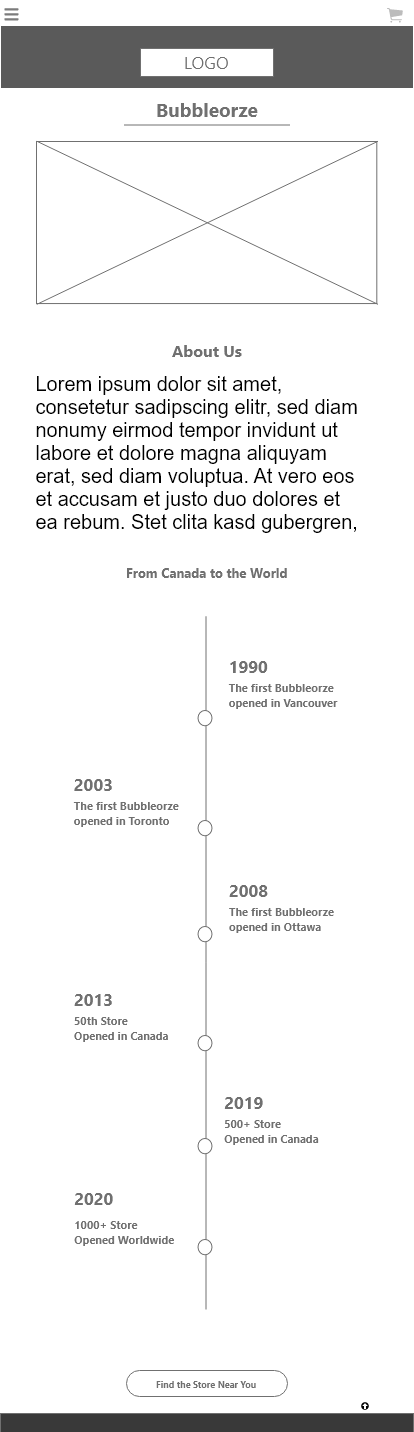 LOGO
Bubbleorze
About Us
Lorem ipsum dolor sit amet,
consetetur sadipscing elitr, sed diam
nonumy eirmod tempor invidunt ut
labore et dolore magna aliquyam
erat, sed diam voluptua. At vero eos
et accusam et justo duo dolores et
ea rebum. Stet clita kasd gubergren,
From Canada to the World
1990
The first Bubbleorze
opened in Vancouver
2003
The first Bubbleorze
opened in Toronto
2008
The first Bubbleorze
opened in Ottawa
2013
50th Store
Opened in Canada
2019
500+ Store
Opened in Canada
2020
1000+ Store
Opened Worldwide
Find the Store Near You